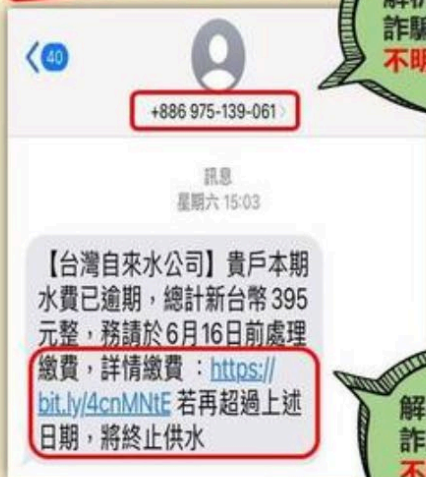 解析
詐騙
不明
40
+886 975-139-061
訊息
星期六 15:03
【台灣自來水公司】貴戶本期
水費已逾期，總計新台幣 395
元整，務請於6月16日前處理
繳費，詳情繳費 ：https://
bit.ly/4cnMNtE 若再超過上述
日期，將終止供水
解
詐
不